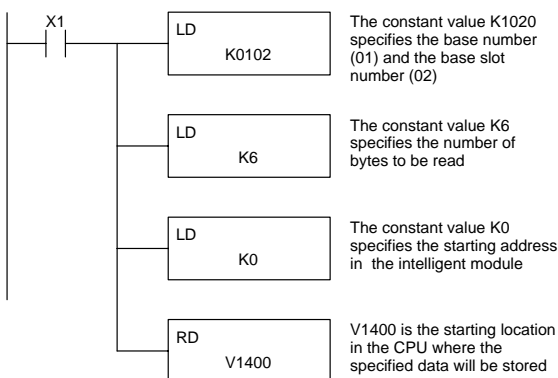 X1
LD
K0102
The constant value K1020
specifies the base number
(01) and the base slot
number (02)
LD
K6
The constant value K6
specifies the number of
bytes to be read
LD
K0
The constant value K0
specifies the starting address
in the intelligent module
RD
V1400
V1400 is the starting location
in the CPU where the
specified data will be stored